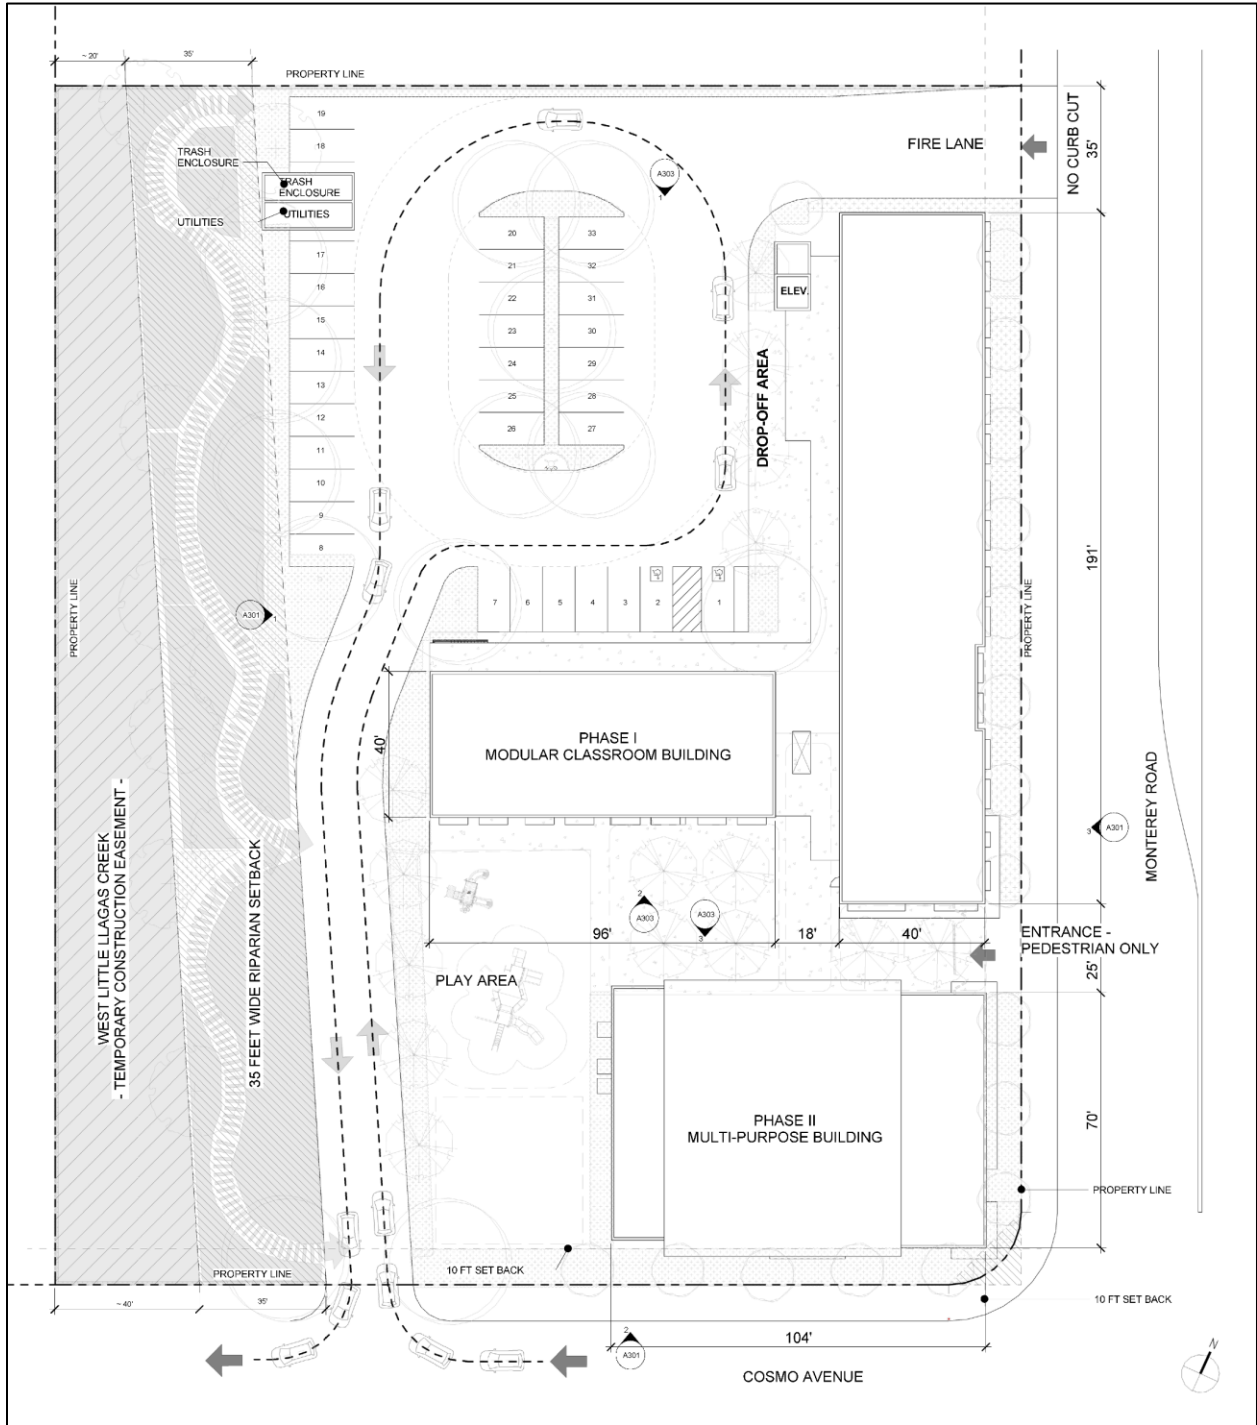 ~ 20'
35'
PROPERTY LINE
19
18
TRASH
ENCLOSURE
TRASH
ENCLOSURE
UTILITIES
UTILITIES
17
16
15
14
13
12
11
10
9
8
FIRE LANE
NO CURB CUT
35'
A303
1
20
33
21
32
22
31
23
30
24
29
25
28
26
27
ELEV.
DROP-OFF AREA
191'
PROPERTY LINE
PROPERTY LINE
A301
1
7
6
5
4
3
2
1
40'
PHASE I
MODULAR CLASSROOM BUILDING
MONTEREY ROAD
3
A301
WEST LITTLE LLAGAS CREEK
- TEMPORARY CONSTRUCTION EASEMENT -
35 FEET WIDE RIPARIAN SETBACK
2
A303
A303
3
96'
18'
40'
ENTRANCE -
PEDESTRIAN ONLY
25'
PLAY AREA
PHASE II
MULTI-PURPOSE BUILDING
70'
PROPERTY LINE
PROPERTY LINE
10 FT SET BACK
~ 40'
35'
10 FT SET BACK
2
A301
104'
COSMO AVENUE
N